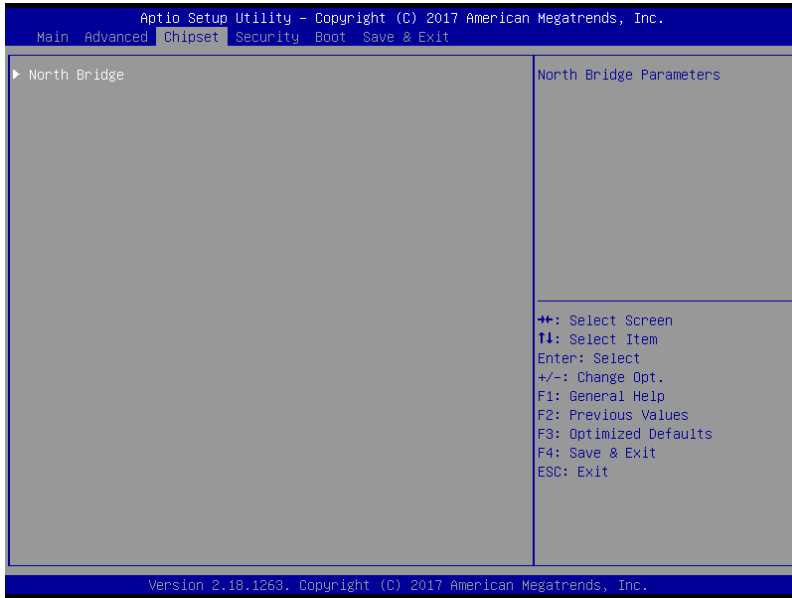 Aptio Setup Utility – Copyright (C) 2017 American Megatrends, Inc.
Main Advanced Chipset Security Boot Save & Exit
▶ North Bridge
North Bridge Parameters
→←: Select Screen
↑↓: Select Item
Enter: Select
+/-: Change Opt.
F1: General Help
F2: Previous Values
F3: Optimized Defaults
F4: Save & Exit
ESC: Exit
Version 2.18.1263. Copyright (C) 2017 American Megatrends, Inc.